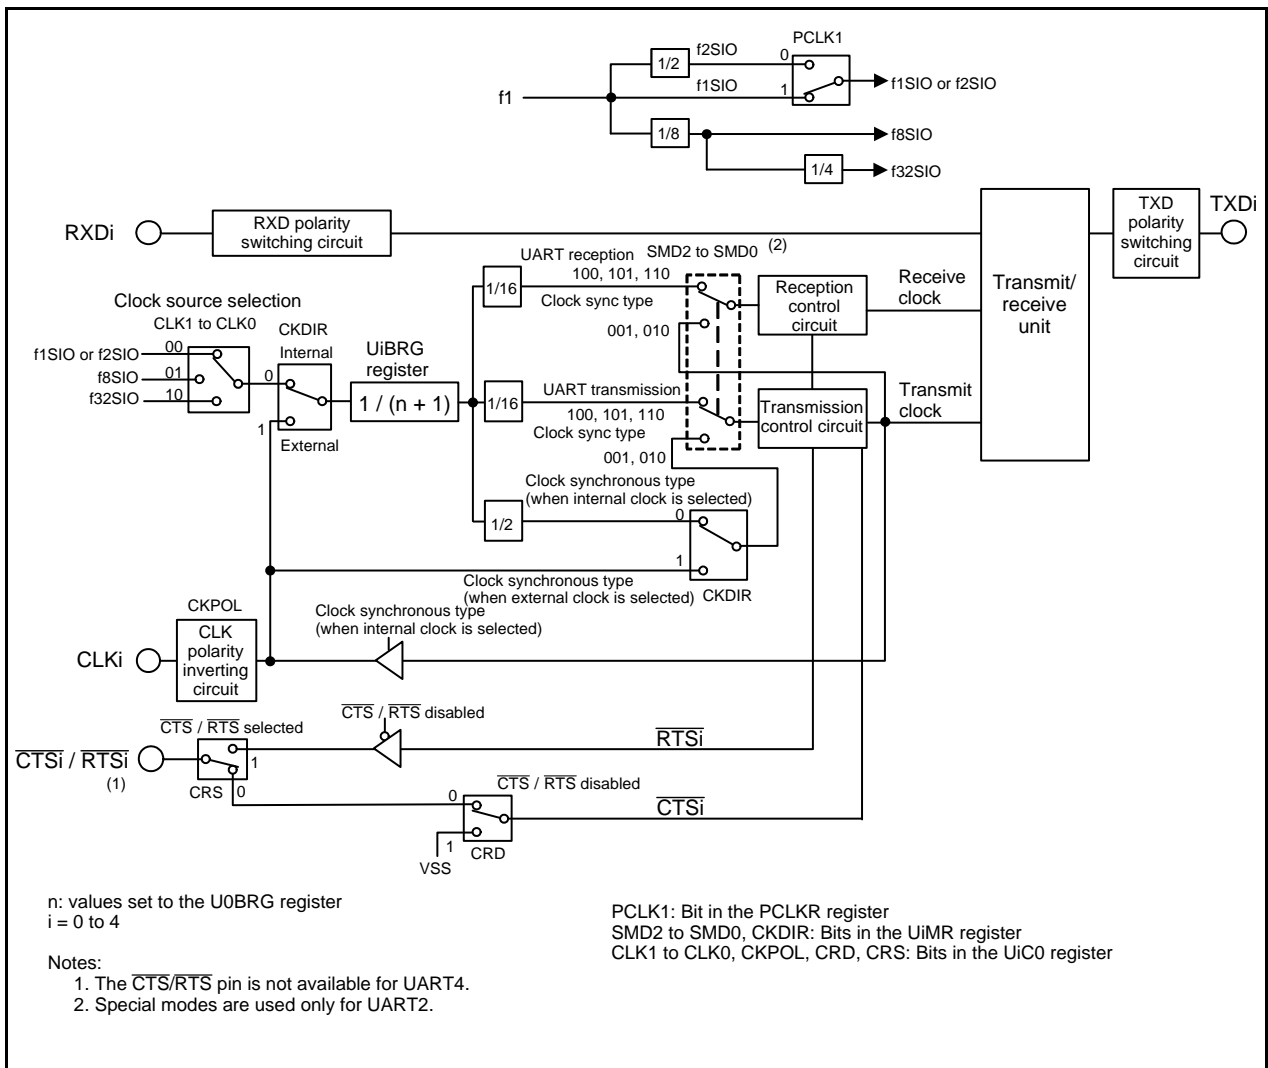 PCLK1
f2SIO
0
1/2
f1SIO
1
f1
f1SIO or f2SIO
1/8
f8SIO
1/4
f32SIO
RXDi
RXD polarity
switching circuit
TXD
polarity
switching
circuit
TXDi
UART reception
SMD2 to SMD0 (2)
100, 101, 110
1/16
Clock sync type
001, 010
Reception
control
circuit
Receive
clock
Transmit/
receive
unit
Clock source selection
CLK1 to CLK0
CKDIR
Internal
f1SIO or f2SIO
00
f8SIO
01
f32SIO
10
0
1
External
UiBRG
register
1 / (n + 1)
UART transmission
1/16
100, 101, 110
Clock sync type
001, 010
Transmission
control circuit
Transmit
clock
Clock synchronous type
(when internal clock is selected)
1/2
0
1
Clock synchronous type
(when external clock is selected)
CKDIR
CKPOL
Clock synchronous type
(when internal clock is selected)
CLKi
CLK
polarity
inverting
circuit
CTS / RTS selected
CTS / RTS disabled
CTSi / RTSi
(1)
1
CRS
0
RTSi
CTS / RTS disabled
0
CTSi
1
CRD
VSS
n: values set to the U0BRG register
i = 0 to 4
PCLK1: Bit in the PCLKR register
SMD2 to SMD0, CKDIR: Bits in the UiMR register
CLK1 to CLK0, CKPOL, CRD, CRS: Bits in the UiC0 register
Notes:
1. The CTS/RTS pin is not available for UART4.
2. Special modes are used only for UART2.